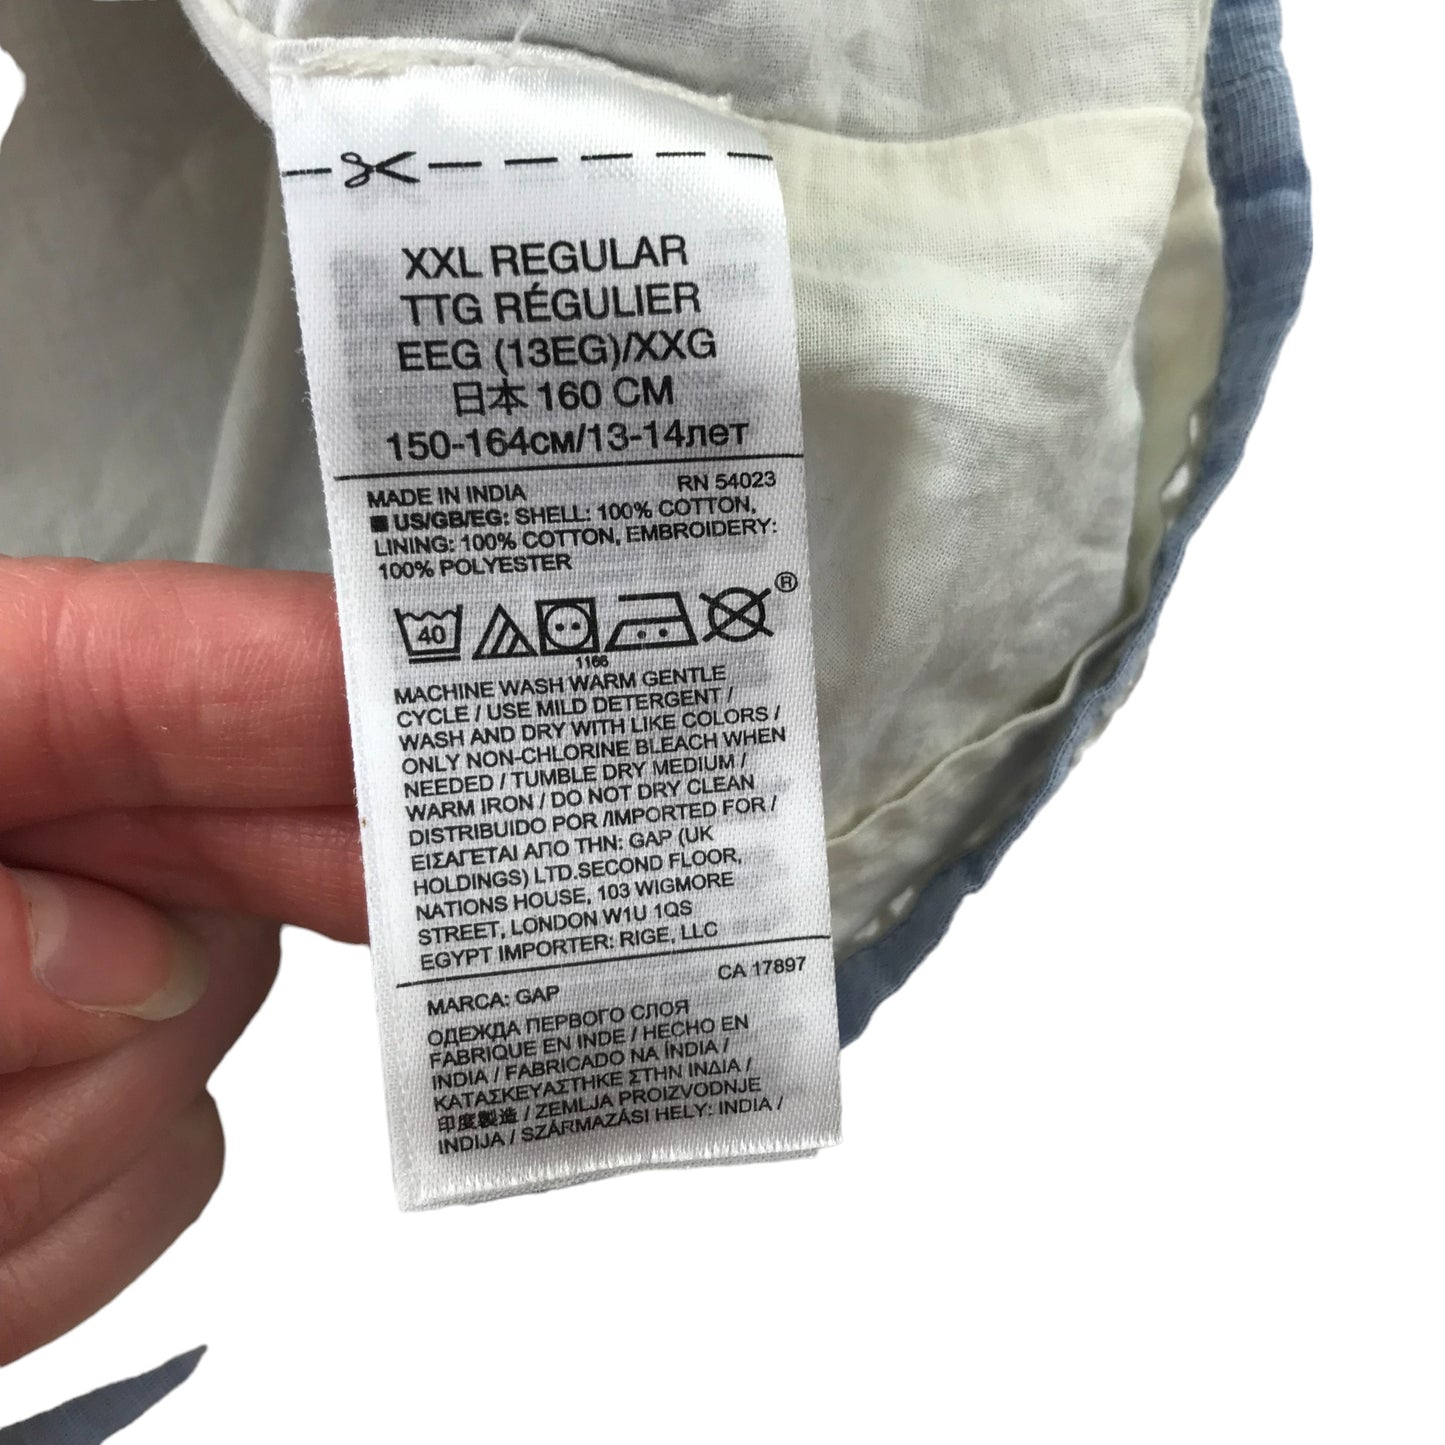 XXL REGULAR
TTG RÉGULIER
EEG (13EG)/XXG
日本 160 CM
150-164см/13-14лет
MADE IN INDIA RN 54023
■ US/GB/EG: SHELL: 100% COTTON,
LINING: 100% COTTON, EMBROIDERY:
100% POLYESTER
40
®
1166
MACHINE WASH WARM GENTLE
CYCLE / USE MILD DETERGENT /
WASH AND DRY WITH LIKE COLORS /
ONLY NON-CHLORINE BLEACH WHEN
NEEDED / TUMBLE DRY MEDIUM /
WARM IRON / DO NOT DRY CLEAN
DISTRIBUIDO POR /IMPORTED FOR /
ΕΙΣΑΓΕΤΑΙ ΑΠΟ ΤΗΝ: GAP (UK
HOLDINGS) LTD.SECOND FLOOR,
NATIONS HOUSE, 103 WIGMORE
STREET, LONDON W1U 1QS
EGYPT IMPORTER: RIGE, LLC
CA 17897
MARCA: GAP
ОДЕЖДА ПЕРВОГО СЛОЯ
FABRIQUE EN INDE / HECHO EN
INDIA / FABRICADO NA ÍNDIA /
ΚΑΤΑΣΚΕΥΑΣΤΗΚΕ ΣΤΗΝ ΙΝΔΙΑ /
印度製造 / ZEMLJA PROIZVODNJE
INDIJA / SZÁRMAZÁSI HELY: INDIA /